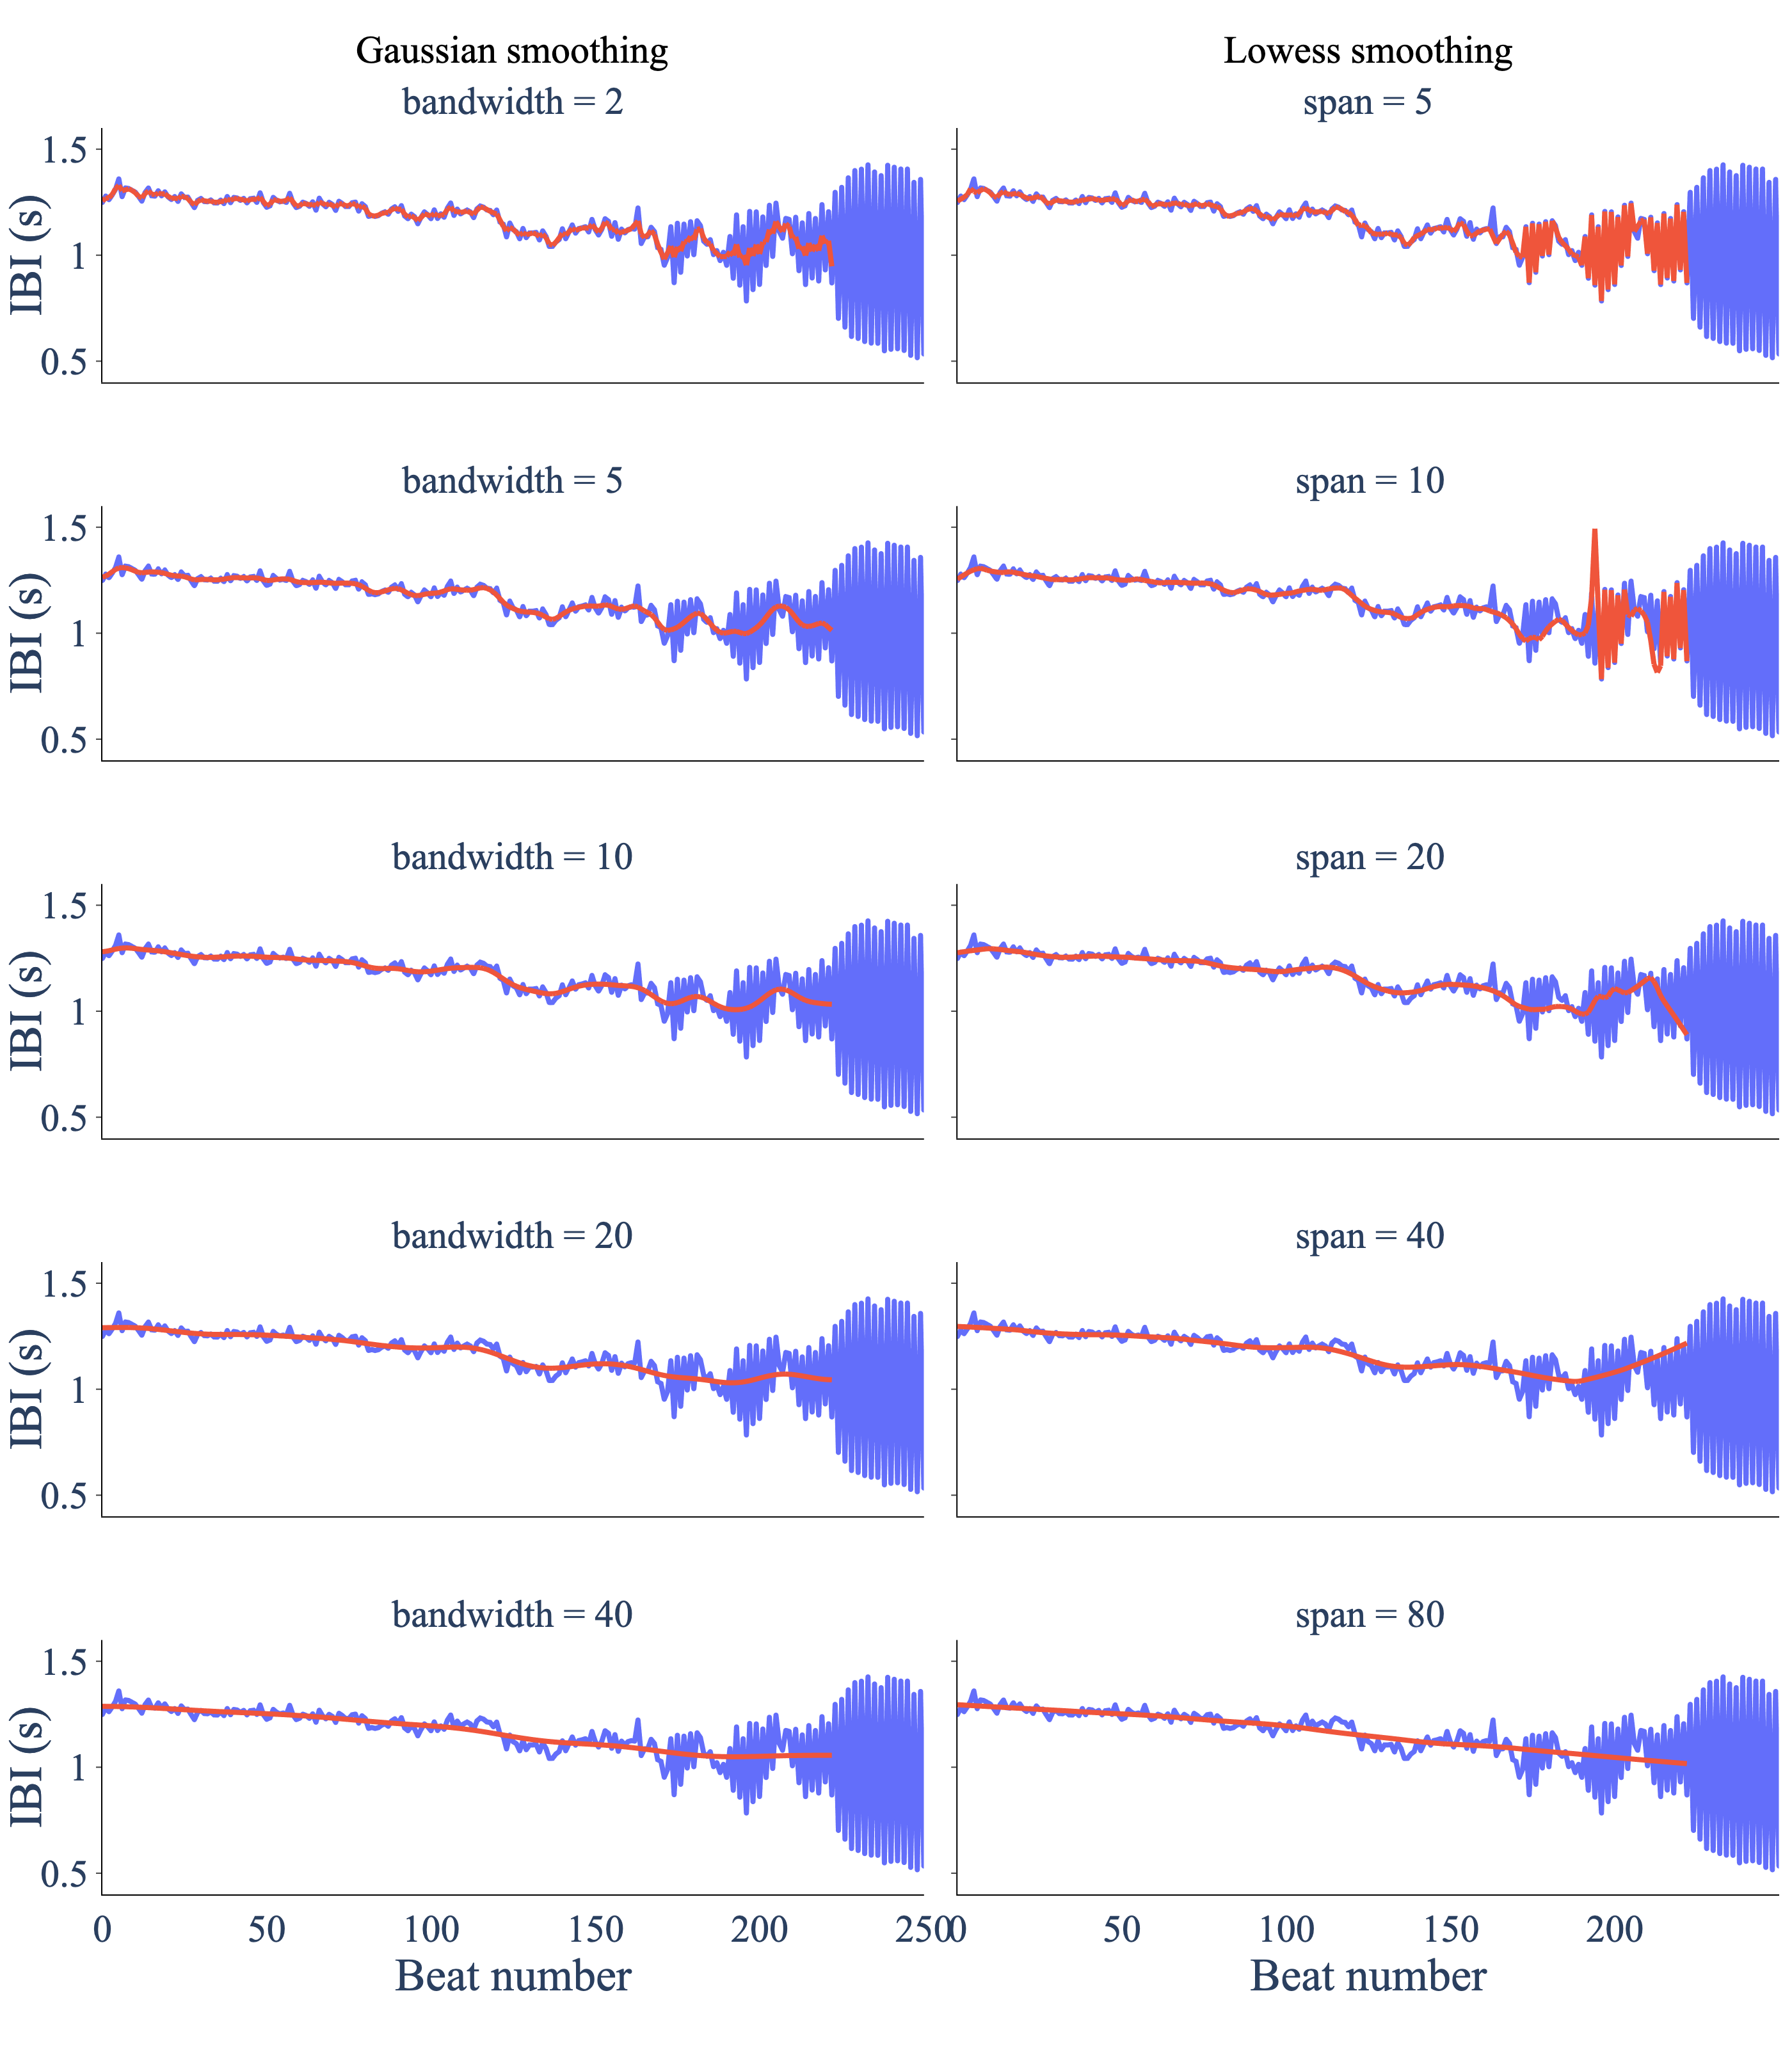 Gaussian smoothing
Lowess smoothing
bandwidth = 2
span = 5
IBI (s)
1.5
1
0.5
bandwidth = 5
span = 10
IBI (s)
1.5
1
0.5
bandwidth = 10
span = 20
IBI (s)
1.5
1
0.5
bandwidth = 20
span = 40
IBI (s)
1.5
1
0.5
bandwidth = 40
span = 80
IBI (s)
1.5
1
0.5
0 50 100 150 200 250
0 50 100 150 200
Beat number
Beat number